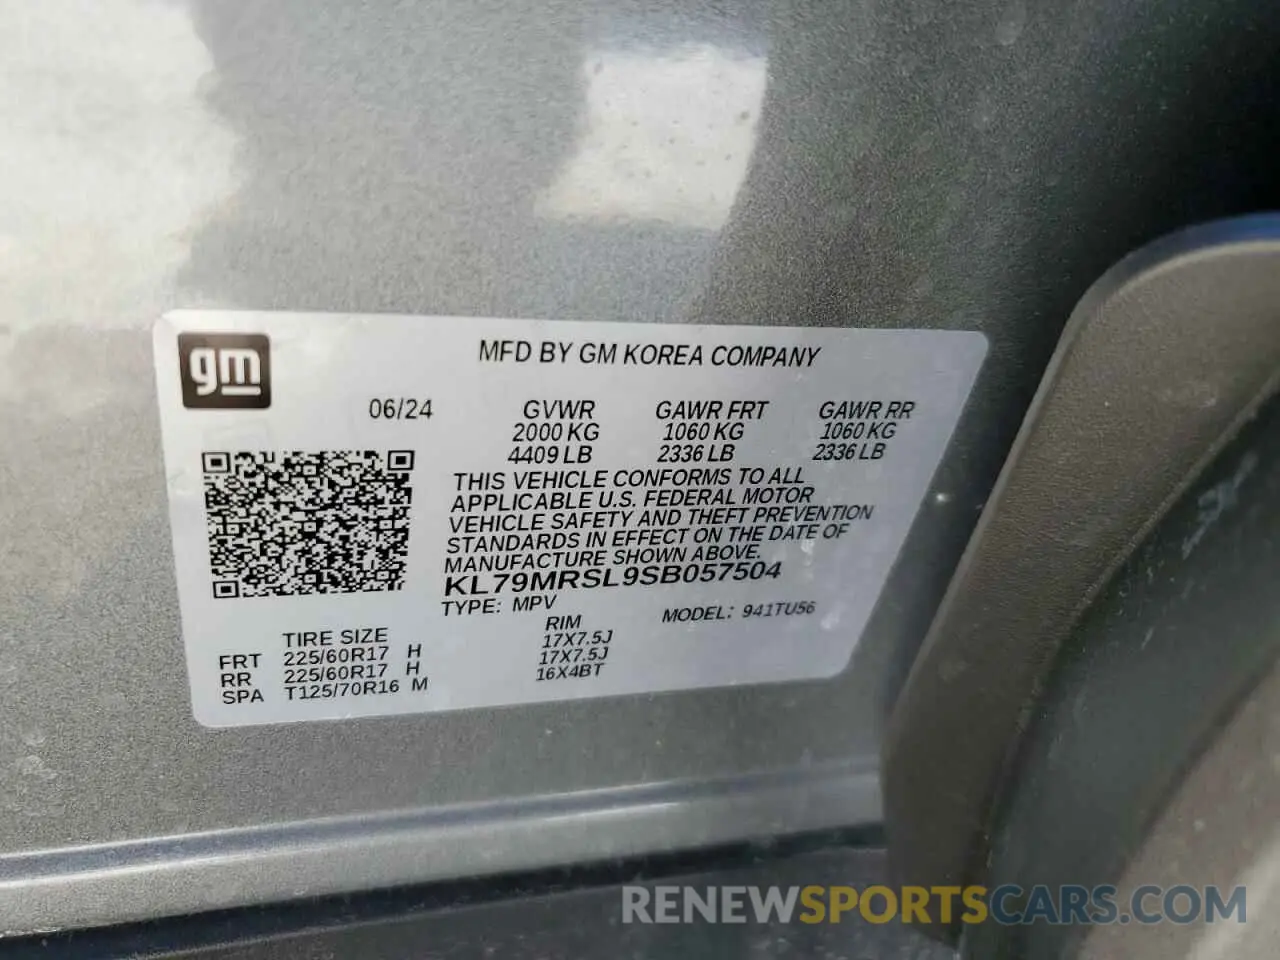 gm
MFD BY GM KOREA COMPANY
06/24 GVWR GAWR FRT GAWR RR
2000 KG 1060 KG 1060 KG
4409 LB 2336 LB 2336 LB
THIS VEHICLE CONFORMS TO ALL
APPLICABLE U.S. FEDERAL MOTOR
VEHICLE SAFETY AND THEFT PREVENTION
STANDARDS IN EFFECT ON THE DATE OF
MANUFACTURE SHOWN ABOVE.
KL79MRSL9SB057504
TYPE: MPV MODEL: 941TU56
TIRE SIZE RIM
FRT 225/60R17 H 17X7.5J
RR 225/60R17 H 17X7.5J
SPA T125/70R16 M 16X4BT
RENEWSPORTSCARS.COM